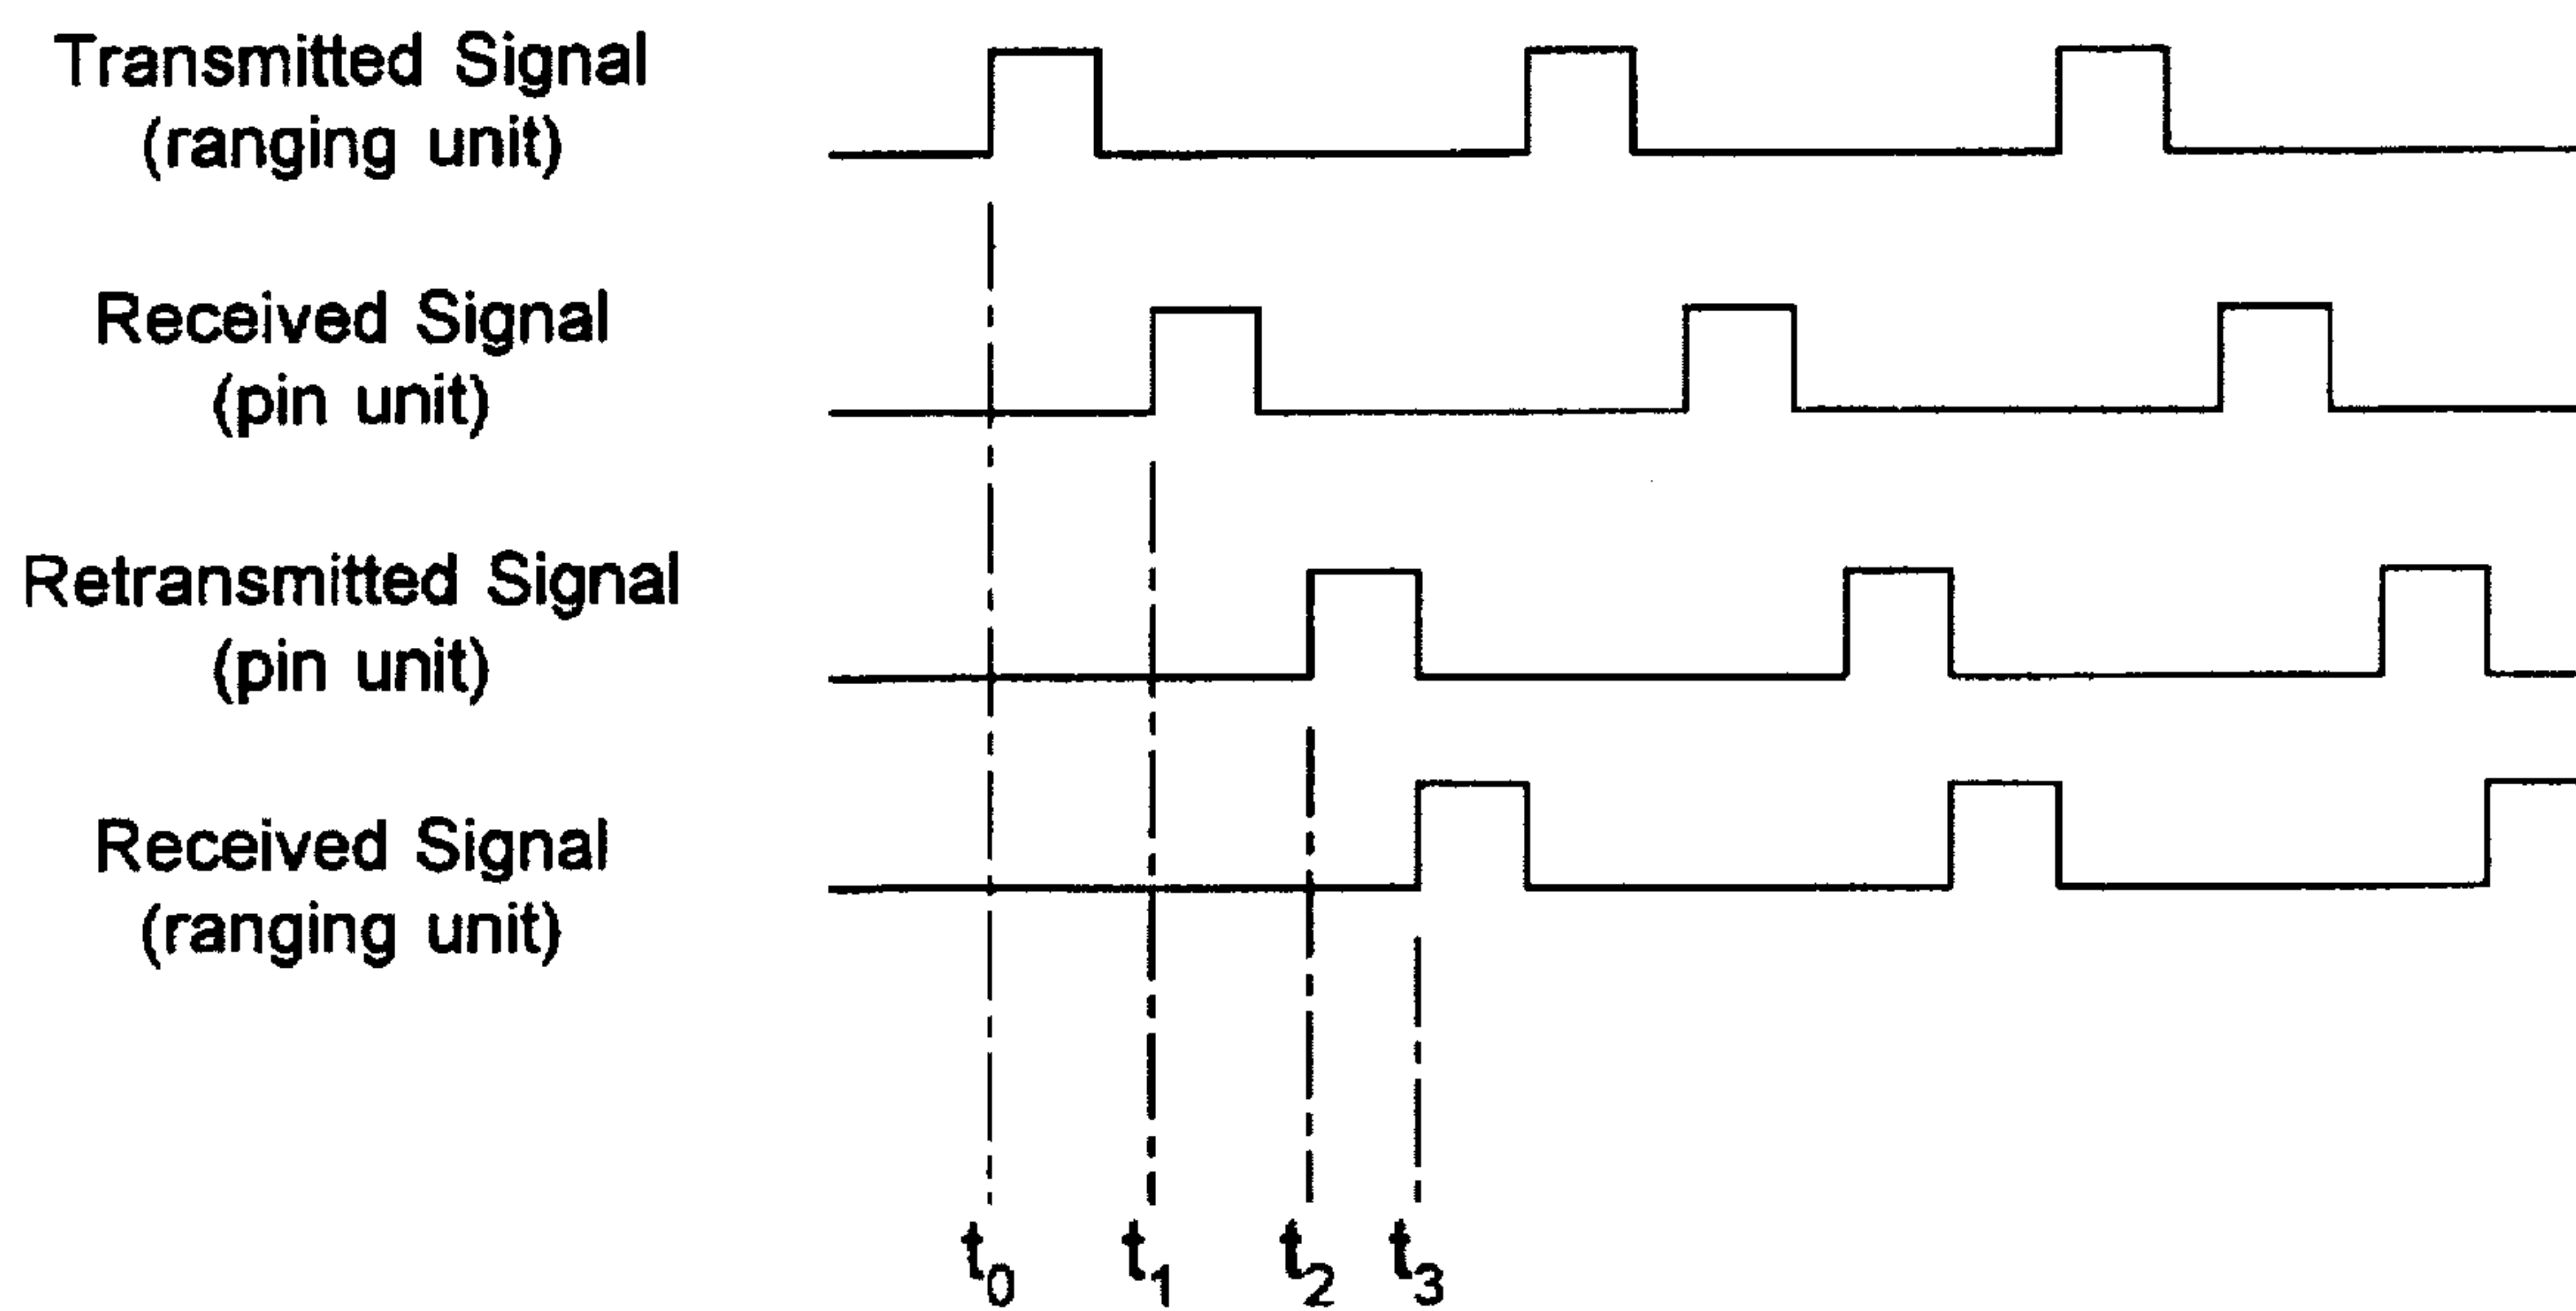 Transmitted Signal
(ranging unit)
Received Signal
(pin unit)
Retransmitted Signal
(pin unit)
Received Signal
(ranging unit)
t₀ t₁ t₂ t₃